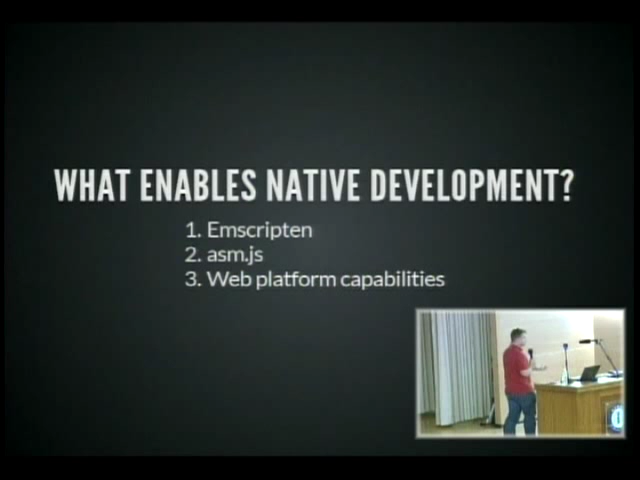 WHAT ENABLES NATIVE DEVELOPMENT?
1. Emscripten
2. asm.js
3. Web platform capabilities